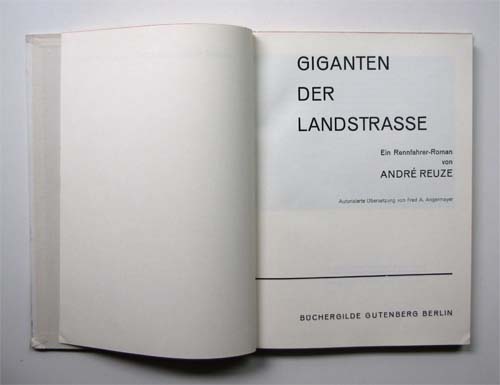 GIGANTEN
DER
LANDSTRASSE
Ein Rennfahrer-Roman
von
ANDRÉ REUZE
Autorisierte Übersetzung von Fred A. Angermayer
BÜCHERGILDE GUTENBERG BERLIN